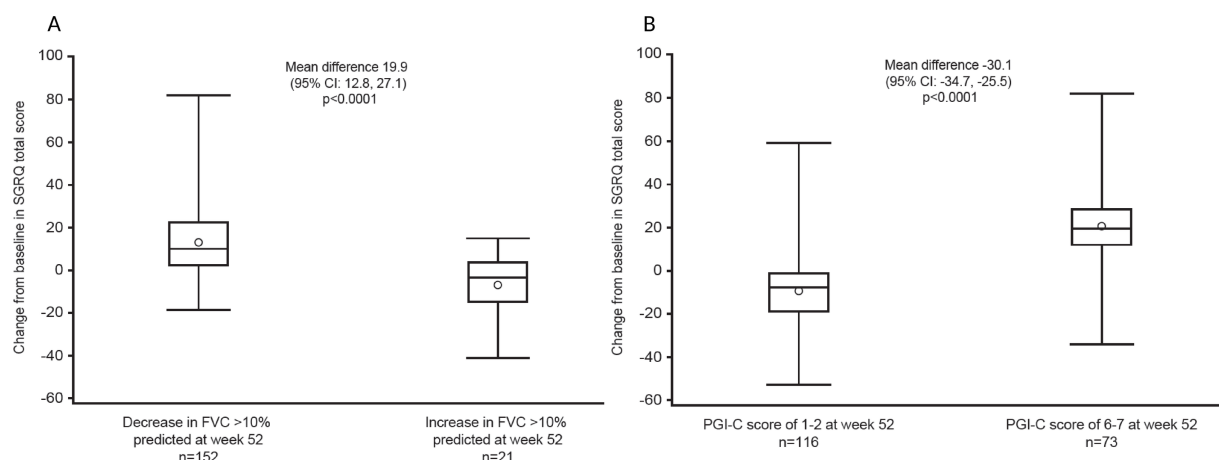 A
Mean difference 19.9
(95% CI: 12.8, 27.1)
p<0.0001
Change from baseline in SGRQ total score
100
80
60
40
20
0
-20
-40
-60
Decrease in FVC >10%
predicted at week 52
n=152
Increase in FVC >10%
predicted at week 52
n=21
B
Mean difference -30.1
(95% CI: -34.7, -25.5)
p<0.0001
Change from baseline in SGRQ total score
100
80
60
40
20
0
-20
-40
-60
PGI-C score of 1-2 at week 52
n=116
PGI-C score of 6-7 at week 52
n=73